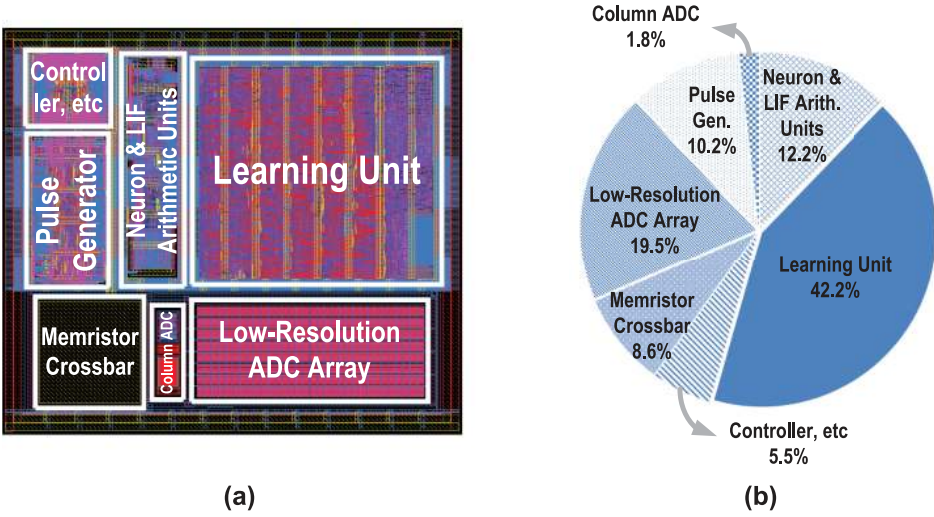 Control
ler, etc
Pulse
Generator
Neuron & LIF
Arithmetic Units
Learning Unit
Memristor
Crossbar
Column ADC
Low-Resolution
ADC Array
(a)
Column ADC
1.8%
Neuron &
LIF Arith.
Units
12.2%
Pulse
Gen.
10.2%
Low-Resolution
ADC Array
19.5%
Learning Unit
42.2%
Memristor
Crossbar
8.6%
Controller, etc
5.5%
(b)